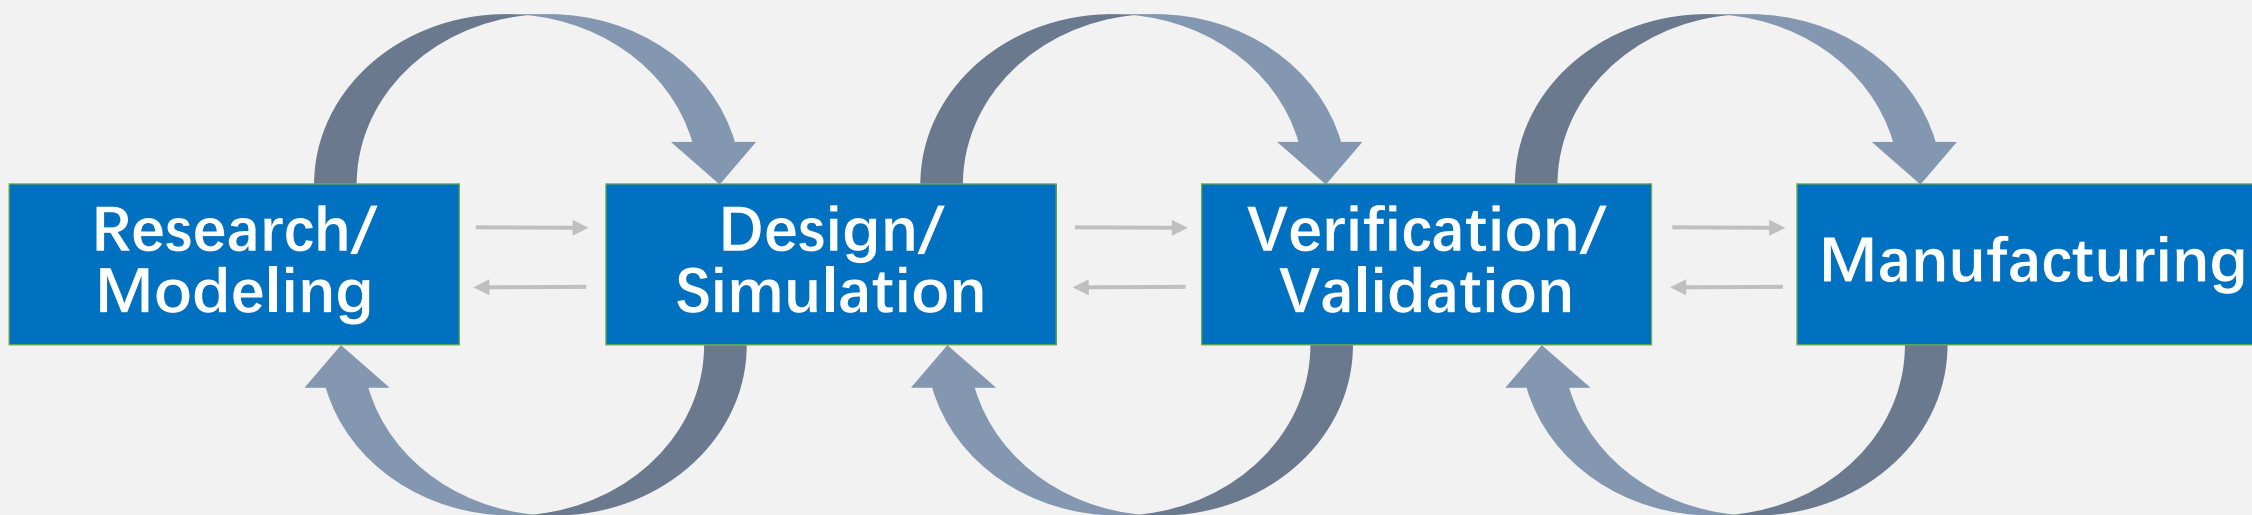 Research/
Modeling
Design/
Simulation
Verification/
Validation
Manufacturing